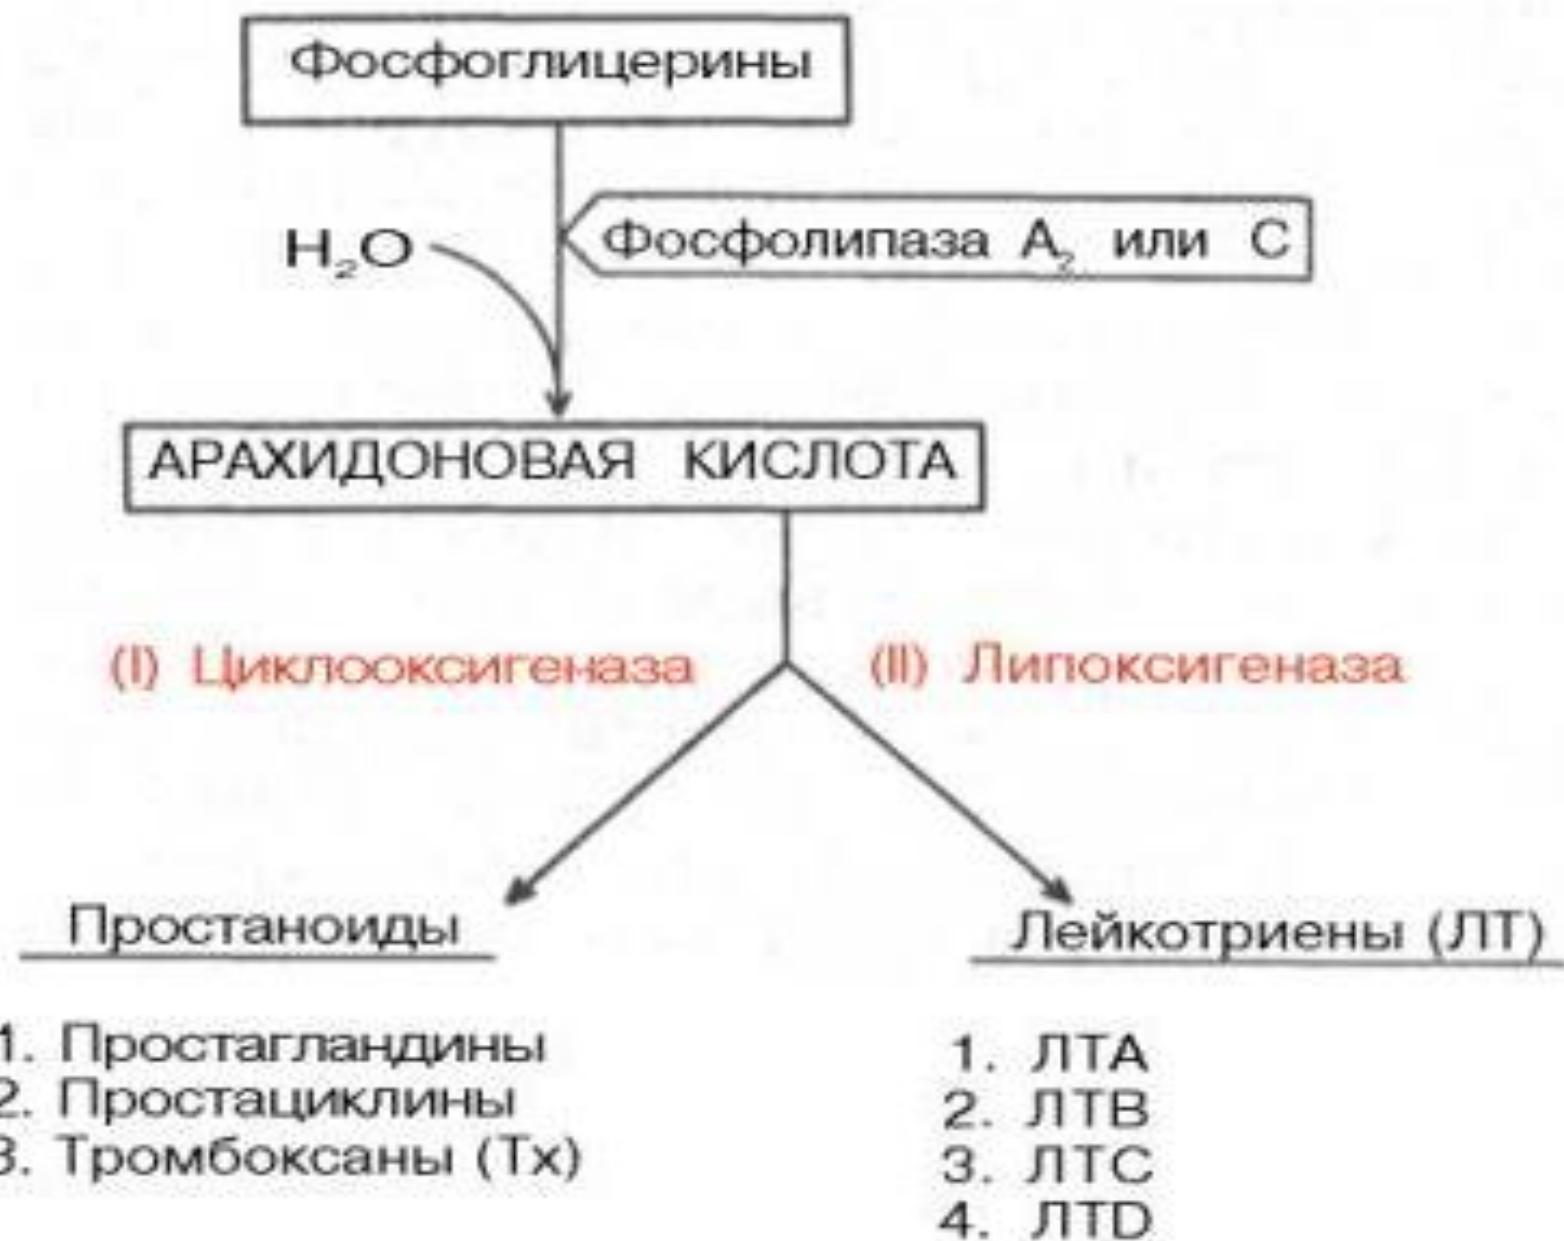 Фосфоглицерины
H₂O
Фосфолипаза A₂ или C
АРАХИДОНОВАЯ КИСЛОТА
(I) Циклооксигеназа
(II) Липоксигеназа
Простаноиды
Лейкотриены (ЛТ)
1. Простагландины
2. Простациклины
3. Тромбоксаны (Тх)
1. ЛТА
2. ЛТВ
3. ЛТС
4. ЛТD